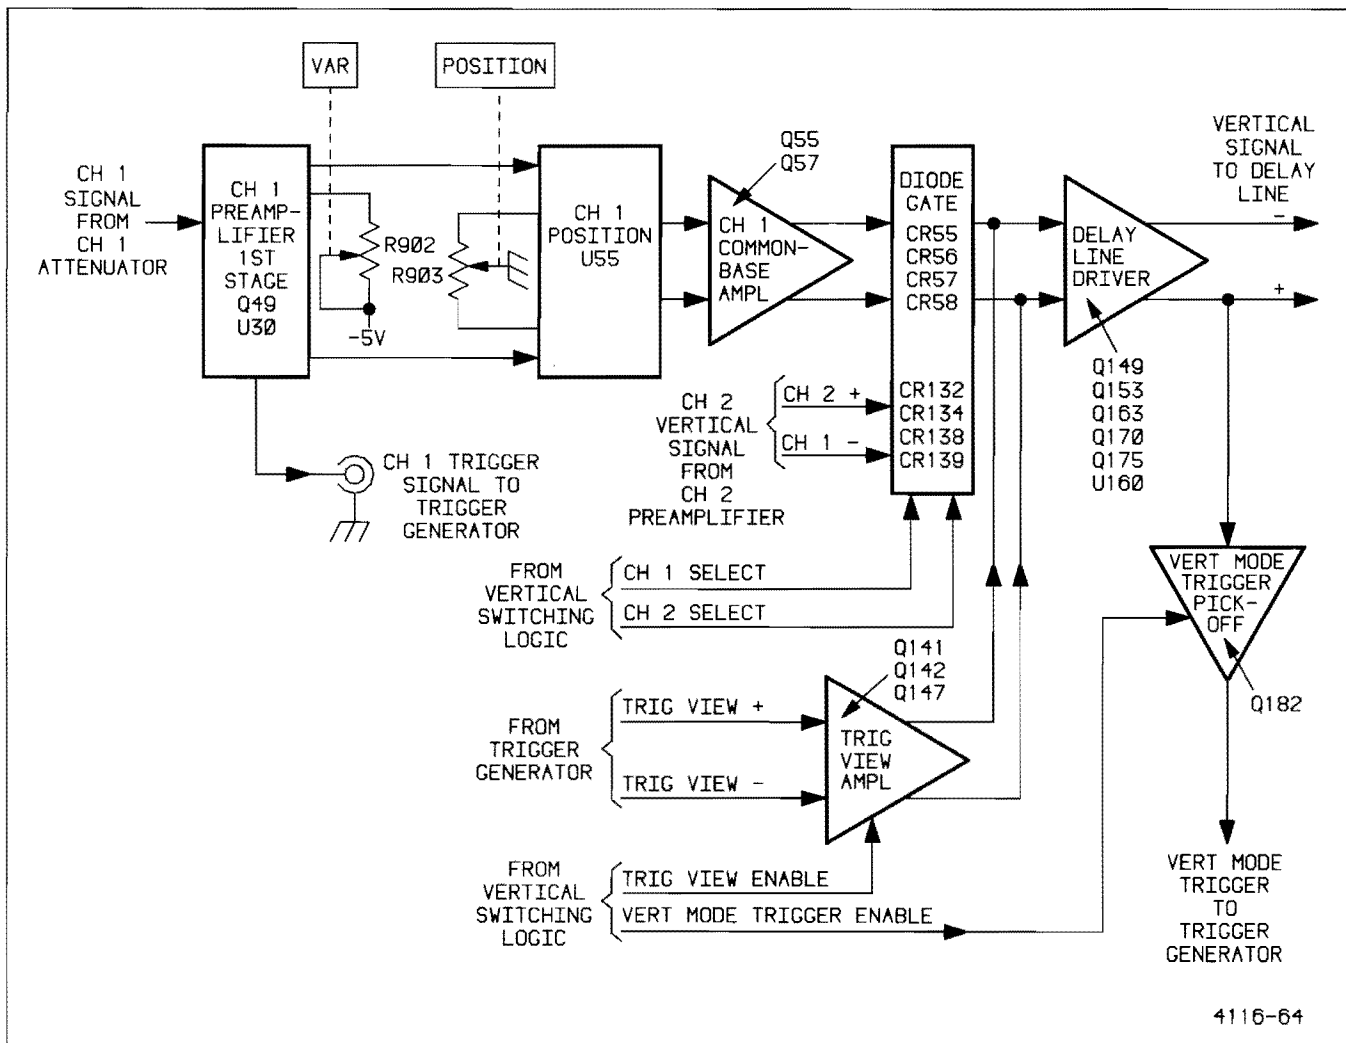 VAR
POSITION
CH 1
SIGNAL
FROM
CH 1
ATTENUATOR
CH 1
PREAMP-
LIFIER
1ST
STAGE
Q49
U30
R902
-5V
R903
CH 1
POSITION
U55
Q55
Q57
CH 1
COMMON-
BASE
AMPL
DIODE
GATE
CR55
CR56
CR57
CR58
CR132
CR134
CR138
CR139
DELAY
LINE
DRIVER
VERTICAL
SIGNAL
TO DELAY
LINE
-
+
Q149
Q153
Q163
Q170
Q175
U160
CH 2
VERTICAL
SIGNAL
FROM
CH 2
PREAMPLIFIER
CH 2 +
CH 1 -
CH 1 TRIGGER
SIGNAL TO
TRIGGER
GENERATOR
FROM
VERTICAL
SWITCHING
LOGIC
CH 1 SELECT
CH 2 SELECT
VERT MODE
TRIGGER
PICK-
OFF
Q182
Q141
Q142
Q147
FROM
TRIGGER
GENERATOR
TRIG VIEW +
TRIG VIEW -
TRIG
VIEW
AMPL
FROM
VERTICAL
SWITCHING
LOGIC
TRIG VIEW ENABLE
VERT MODE TRIGGER ENABLE
VERT MODE
TRIGGER
TO
TRIGGER
GENERATOR
4116-64